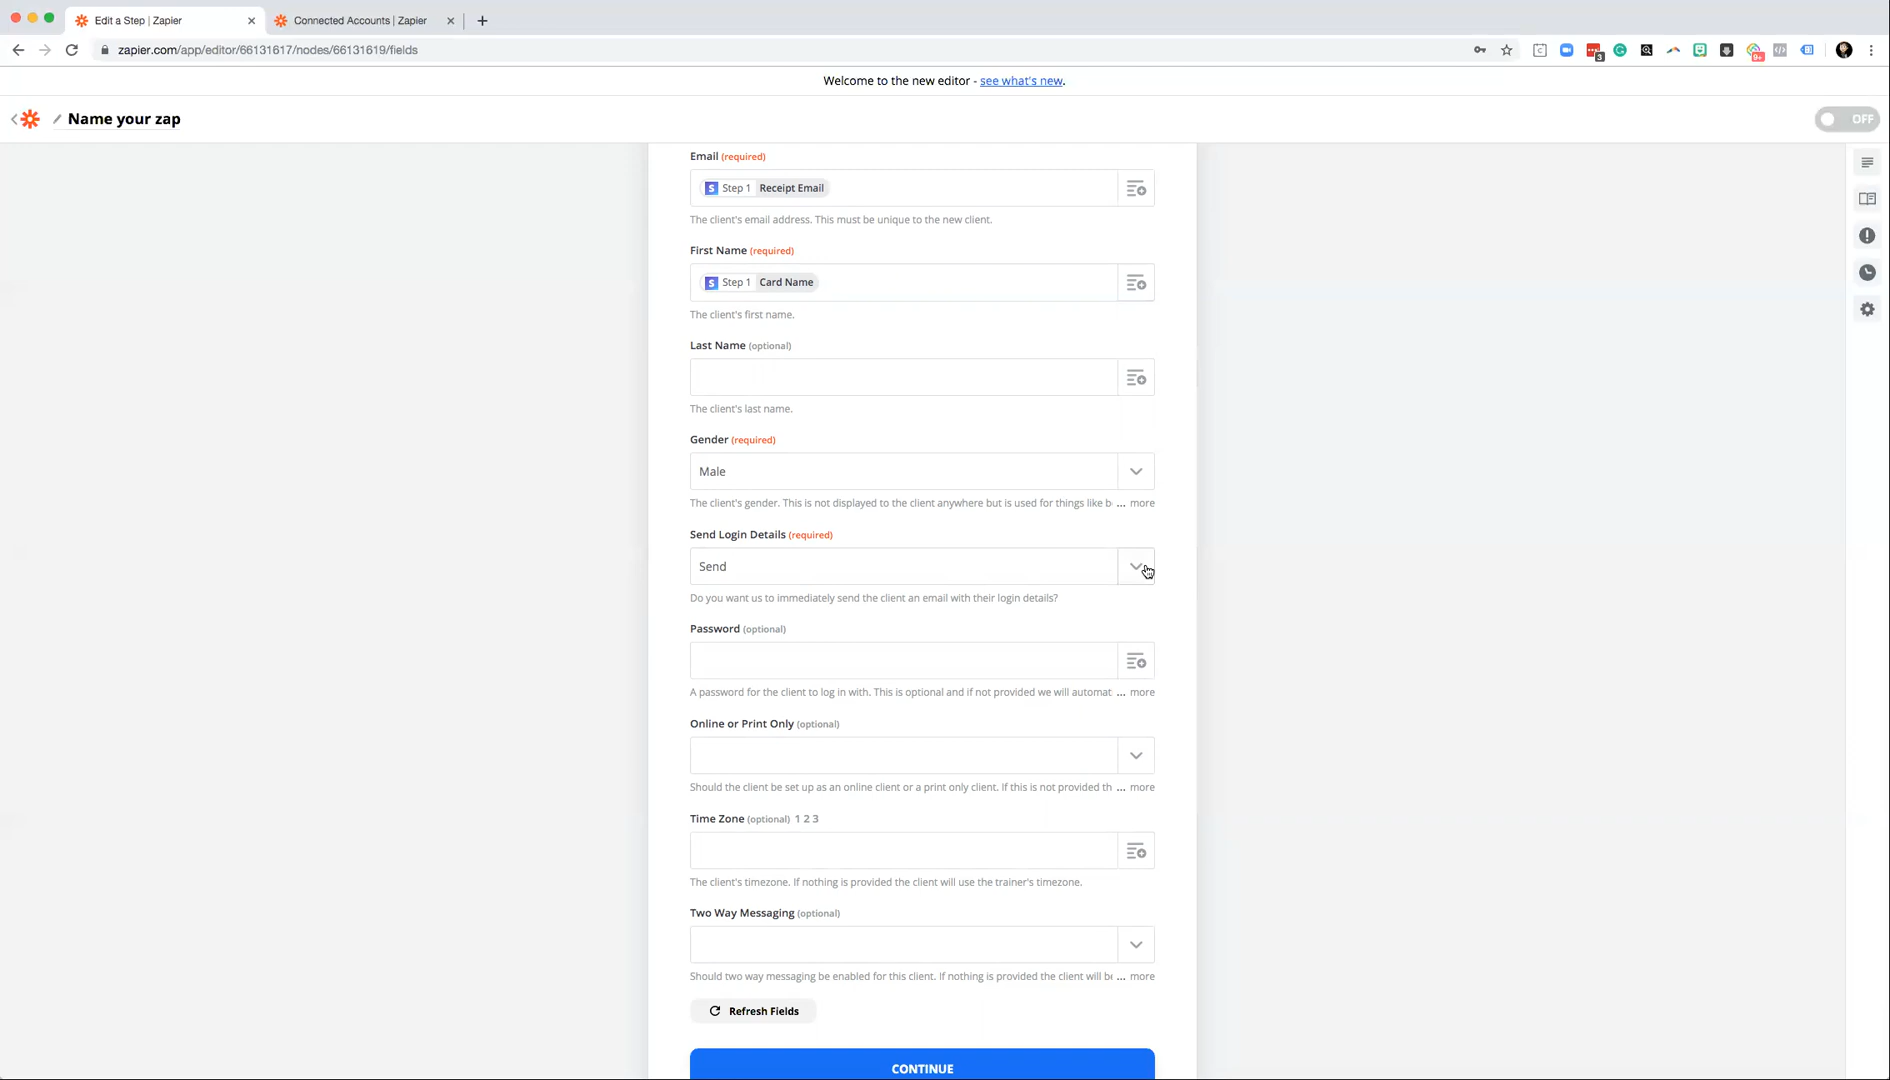 Edit a Step | Zapier
Connected Accounts | Zapier
zapier.com/app/editor/66131617/nodes/66131619/fields
3
9+
Welcome to the new editor - see what's new.
Name your zap
OFF
Email (required)
S Step 1 Receipt Email
The client's email address. This must be unique to the new client.
First Name (required)
S Step 1 Card Name
The client's first name.
Last Name (optional)
The client's last name.
Gender (required)
Male
The client's gender. This is not displayed to the client anywhere but is used for things like b ... more
Send Login Details (required)
Send
Do you want us to immediately send the client an email with their login details?
Password (optional)
A password for the client to log in with. This is optional and if not provided we will automat ... more
Online or Print Only (optional)
Should the client be set up as an online client or a print only client. If this is not provided th ... more
Time Zone (optional) 1 2 3
The client's timezone. If nothing is provided the client will use the trainer's timezone.
Two Way Messaging (optional)
Should two way messaging be enabled for this client. If nothing is provided the client will be ... more
Refresh Fields
CONTINUE